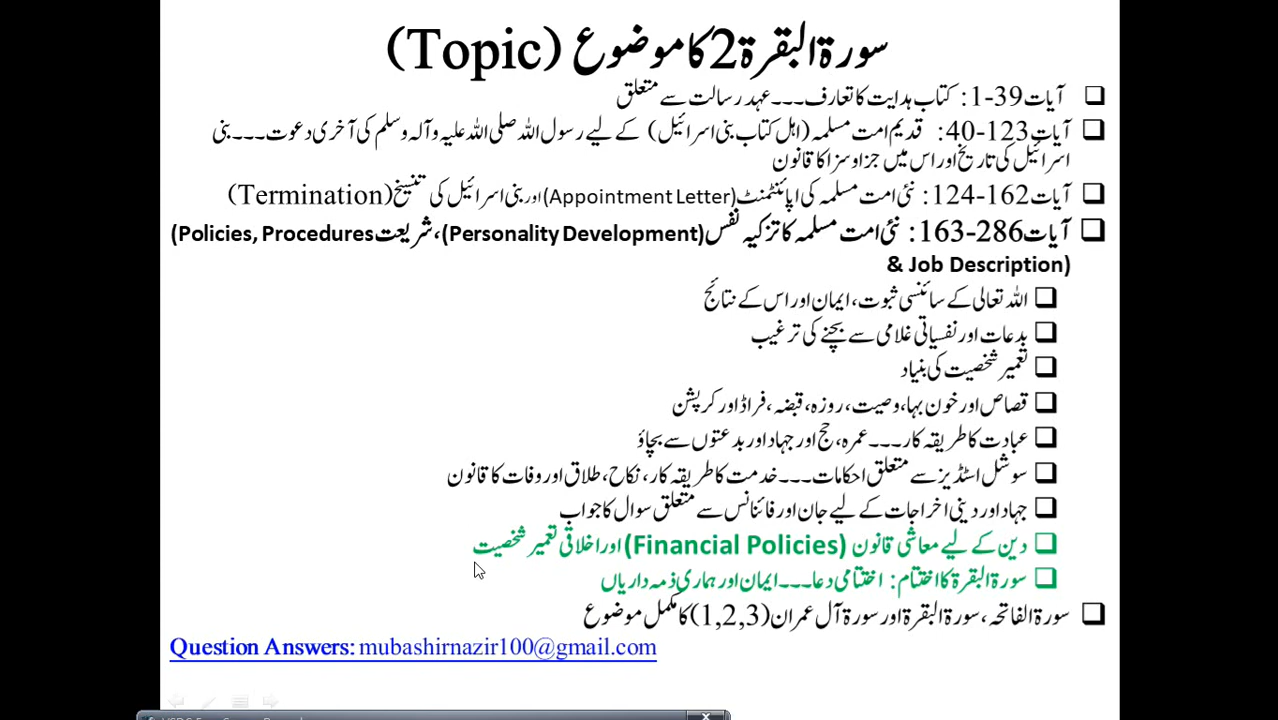 سورۃ البقرۃ 2 کا موضوع (Topic)
آیات 39-1: کتاب ہدایت کا تعارف۔۔۔عہد رسالت سے متعلق
آیات 123-40: قدیم امت مسلمہ (اہل کتاب بنی اسرائیل) کے لیے رسول اللہ صلی اللہ علیہ وآلہ وسلم کی آخری دعوت۔۔۔بنی
اسرائیل کی تاریخ اور اس میں جزا و سزا کا قانون
آیات 162-124: نئی امت مسلمہ کی اپائنٹمنٹ (Appointment Letter) اور بنی اسرائیل کی تنسیخ (Termination)
آیات 286-163: نئی امت مسلمہ کا تزکیہ نفس (Personality Development)، شریعت (Policies, Procedures
& Job Description)
اللہ تعالی کے سائنسی ثبوت، ایمان اور اس کے نتائج
بدعات اور نفسیاتی غلامی سے بچنے کی ترغیب
تعمیر شخصیت کی بنیاد
قصاص اور خون بہا، وصیت، روزہ، قبضہ، فراڈ اور کرپشن
عبادت کا طریقہ کار۔۔۔عمرہ، حج اور جہاد اور بدعتوں سے بچاؤ
سوشل اسٹڈیز سے متعلق احکامات۔۔۔خدمت کا طریقہ کار، نکاح، طلاق اور وفات کا قانون
جہاد اور دینی اخراجات کے لیے جان اور فائنانس سے متعلق سوال کا جواب
دین کے لیے معاشی قانون (Financial Policies) اور اخلاقی تعمیر شخصیت
سورۃ البقرۃ کا اختتام: اختتامی دعا۔۔۔ایمان اور ہماری ذمہ داریاں
سورۃ الفاتحہ، سورۃ البقرۃ اور سورۃ آل عمران (1,2,3) کا مکمل موضوع
Question Answers: mubashirnazir100@gmail.com